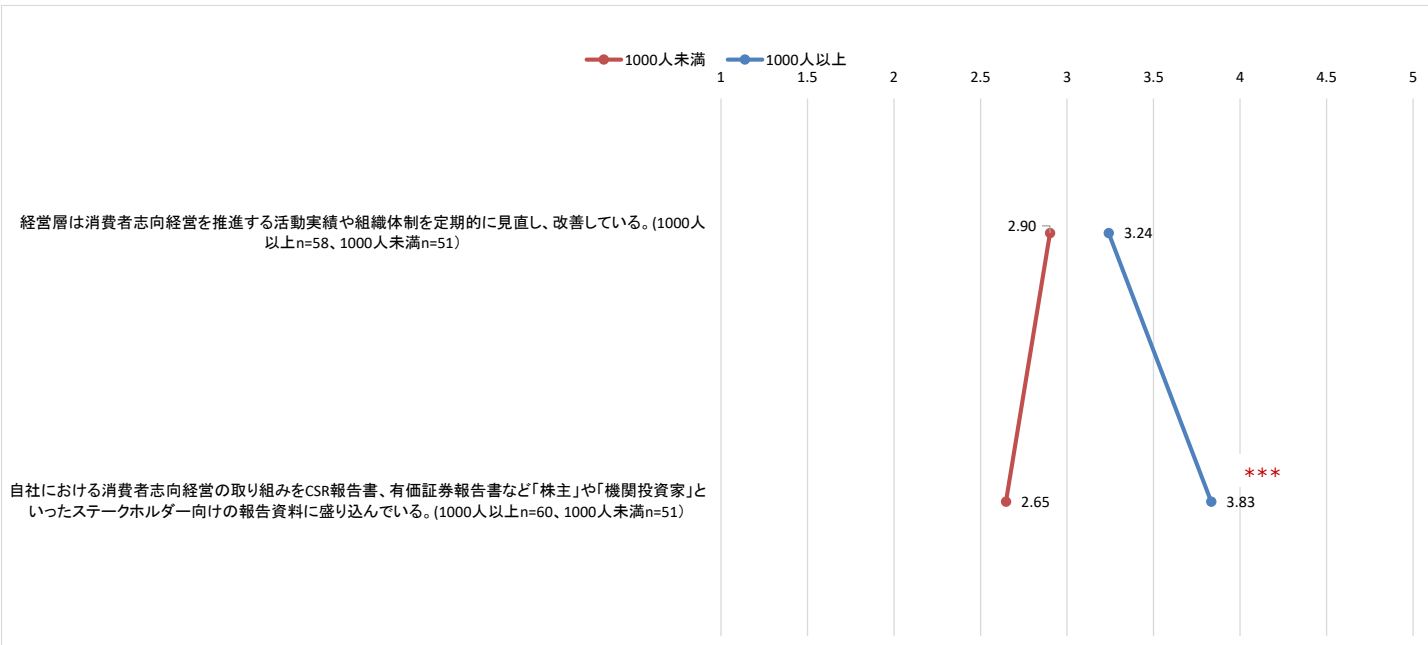 1000人未満 1000人以上
1 1.5 2 2.5 3 3.5 4 4.5 5
経営層は消費者志向経営を推進する活動実績や組織体制を定期的に見直し、改善している。(1000人
以上n=58、1000人未満n=51）
2.90 3.24
***
自社における消費者志向経営の取り組みをCSR報告書、有価証券報告書など「株主」や「機関投資家」と
いったステークホルダー向けの報告資料に盛り込んでいる。(1000人以上n=60、1000人未満n=51）
2.65 3.83